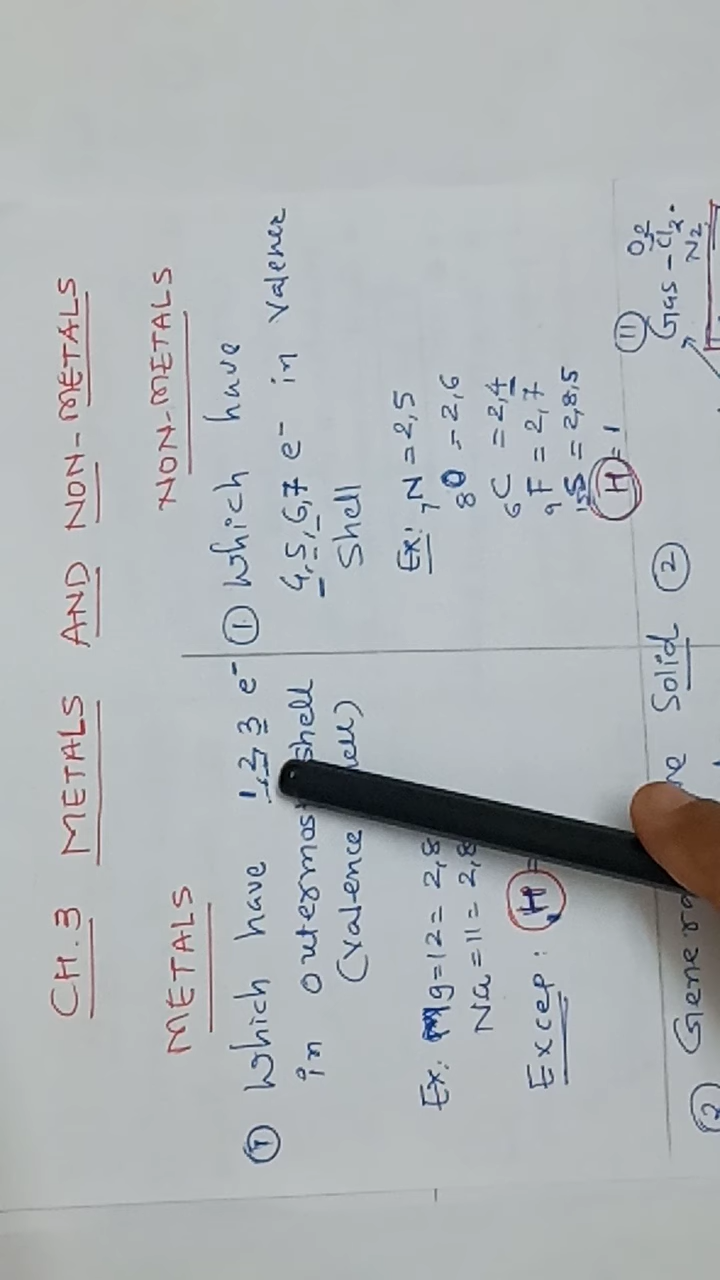 CH.3 METALS AND NON-METALS
METALS
① Which have 1,2,3 e⁻
in outermost shell
(valence
Ex: Mg=12= 2,8
Na=11= 2,8
Excep: H
② Solid
NON-METALS
① Which have
4,5,6,7 e⁻ in valence
Shell
Ex: ₇N = 2,5
₈O = 2,6
₆C = 2,4
₉F = 2,7
S = 2,8,5
H = 1
②
⑪
Gas - Cl₂.
O₂
N₂